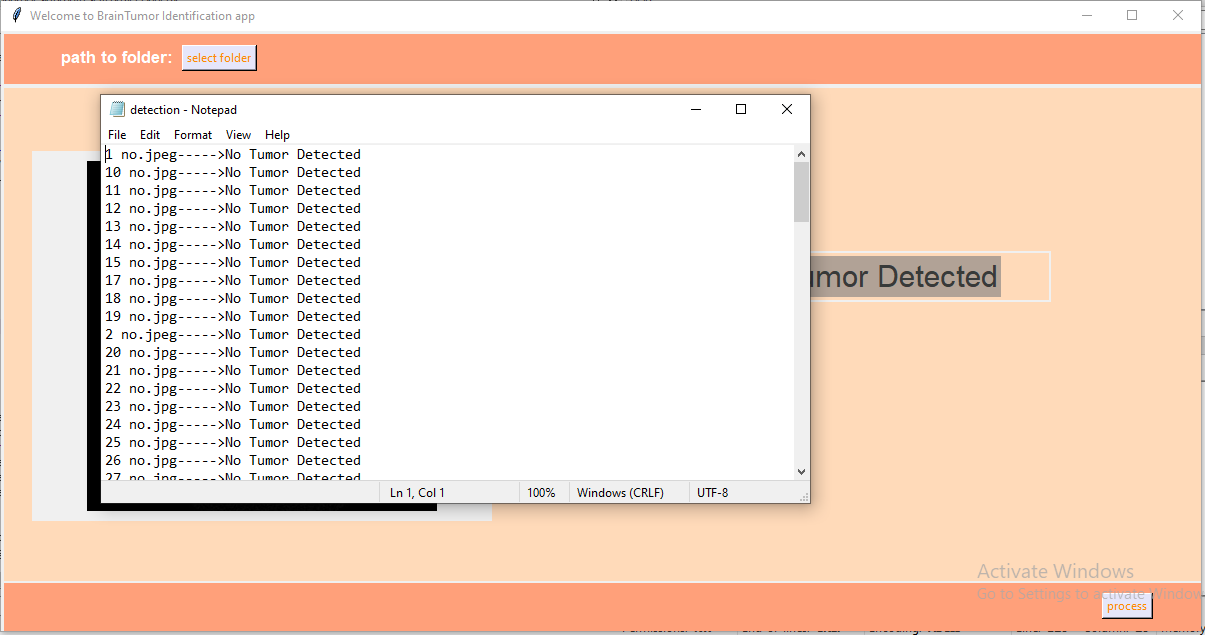 Welcome to BrainTumor Identification app
path to folder: select folder
detection - Notepad
File Edit Format View Help
1 no.jpeg----->No Tumor Detected
10 no.jpg----->No Tumor Detected
11 no.jpg----->No Tumor Detected
12 no.jpg----->No Tumor Detected
13 no.jpg----->No Tumor Detected
14 no.jpg----->No Tumor Detected
15 no.jpg----->No Tumor Detected
17 no.jpg----->No Tumor Detected
18 no.jpg----->No Tumor Detected
19 no.jpg----->No Tumor Detected
2 no.jpeg----->No Tumor Detected
20 no.jpg----->No Tumor Detected
21 no.jpg----->No Tumor Detected
22 no.jpg----->No Tumor Detected
23 no.jpg----->No Tumor Detected
24 no.jpg----->No Tumor Detected
25 no.jpg----->No Tumor Detected
26 no.jpg----->No Tumor Detected
27 no.jpg----->No Tumor Detected
Ln 1, Col 1 100% Windows (CRLF) UTF-8
umor Detected
Activate Windows
Go to Settings to activate Window
process